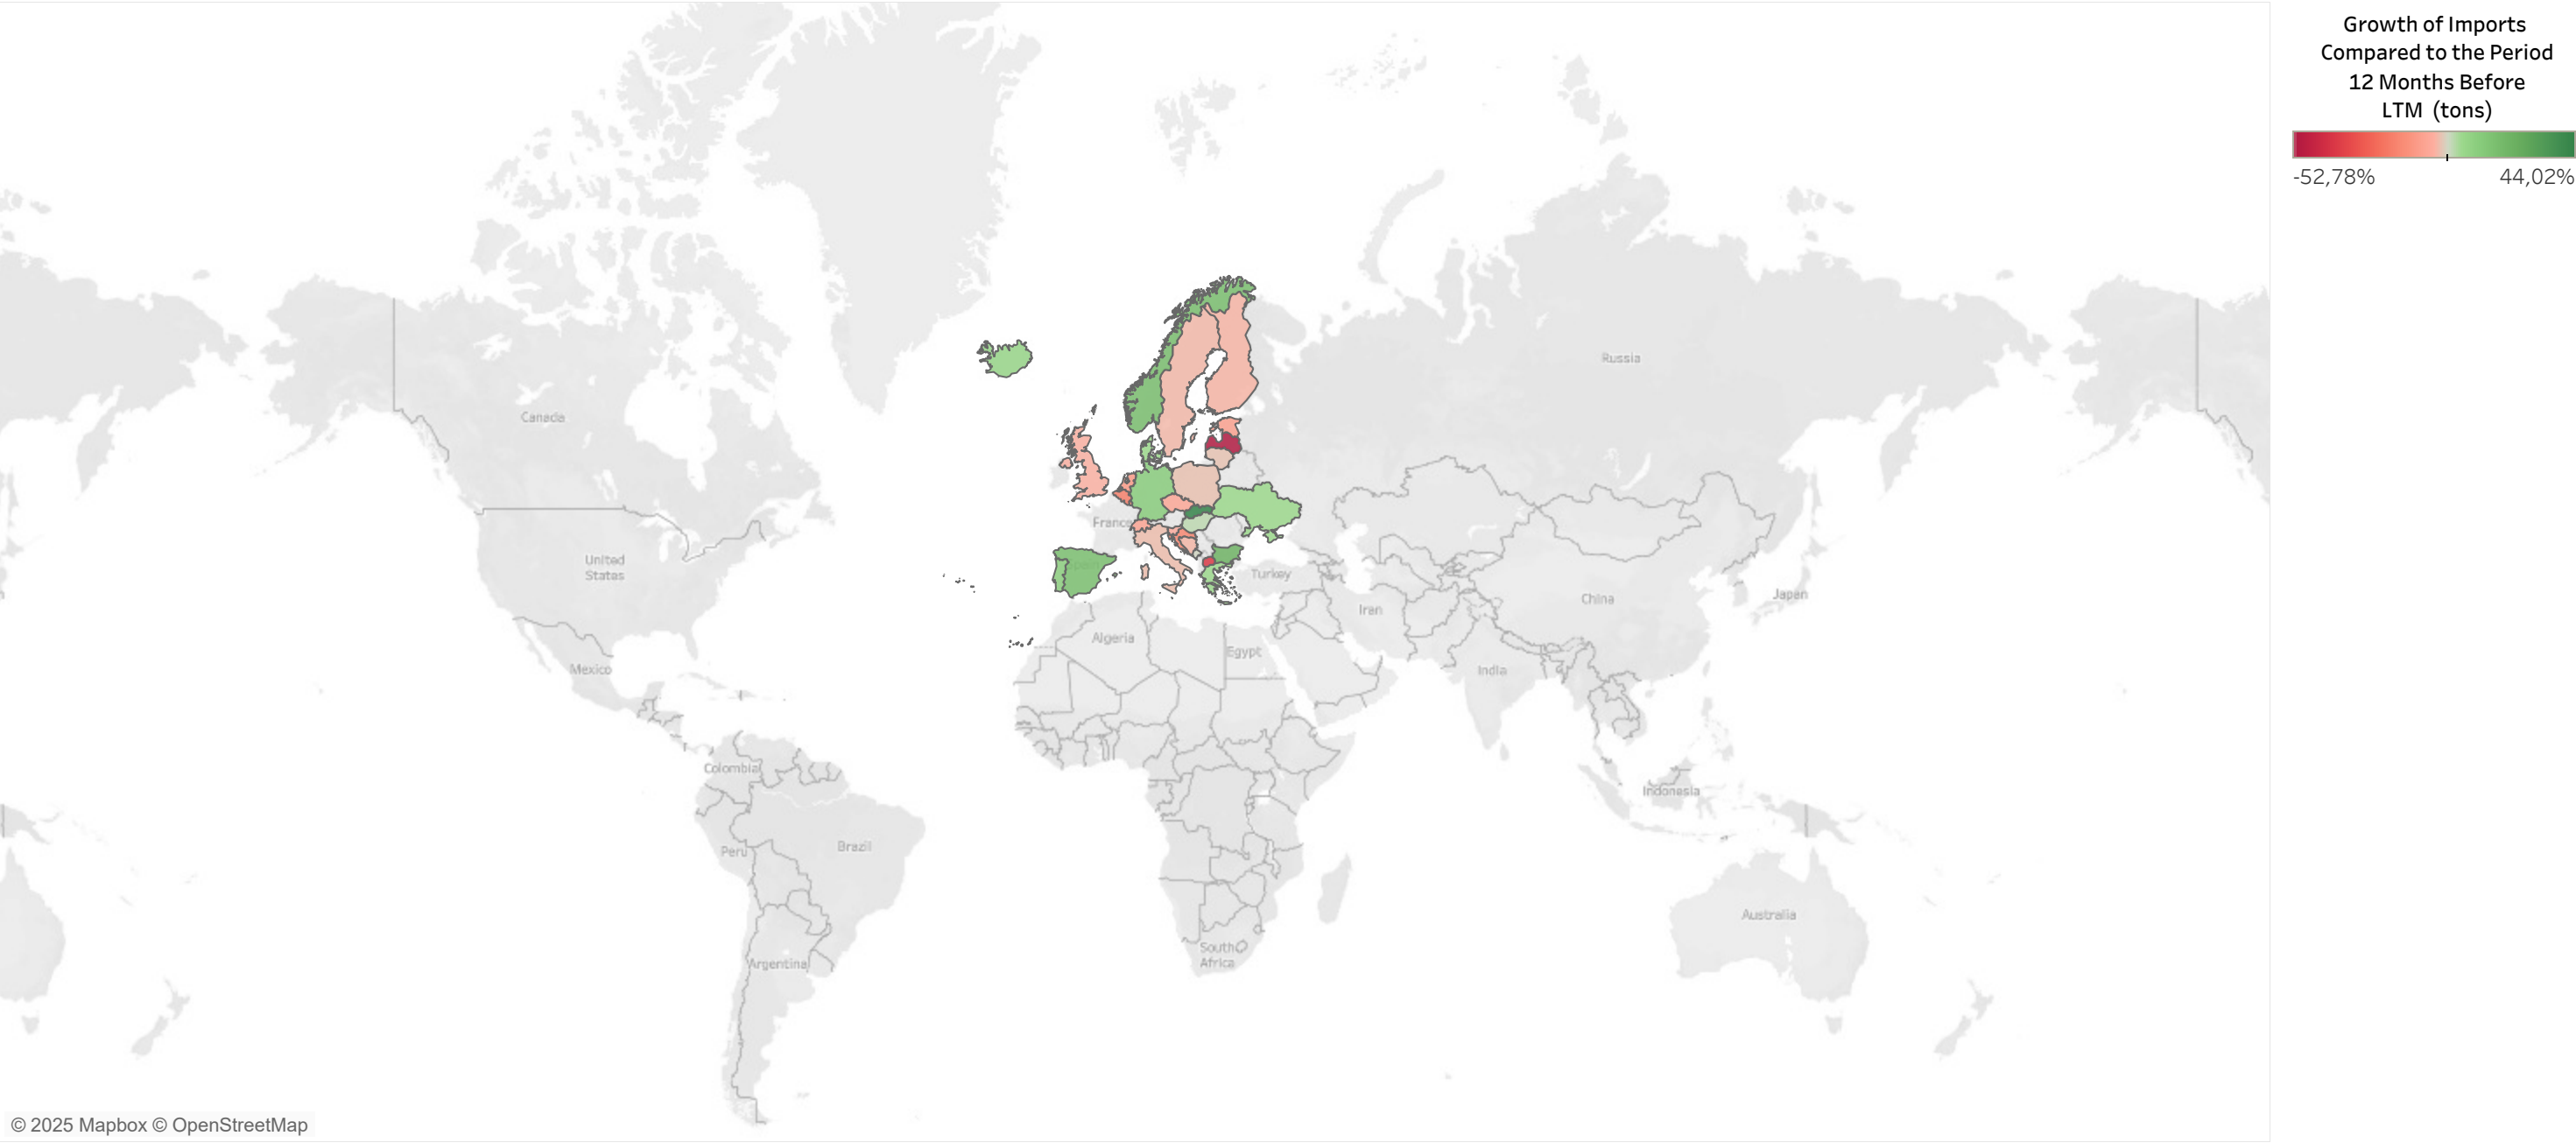 Growth of Imports
Compared to the Period
12 Months Before
LTM (tons)
-52,78% 44,02%
Russia
Canada
France
United
States
Turkey
Iran
China
Japan
Algeria
Egypt
Mexico
India
Colombia
Indonesia
Peru
Brazil
Australia
South
Africa
Argentina
© 2025 Mapbox © OpenStreetMap